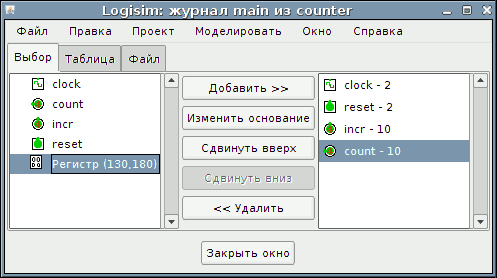 Logisim: журнал main из counter
Файл Правка Проект Моделировать Окно Справка
Выбор Таблица Файл
clock
count
incr
reset
Регистр (130,180)
Добавить >>
Изменить основание
Сдвинуть вверх
Сдвинуть вниз
<< Удалить
clock - 2
reset - 2
incr - 10
count - 10
Закрыть окно